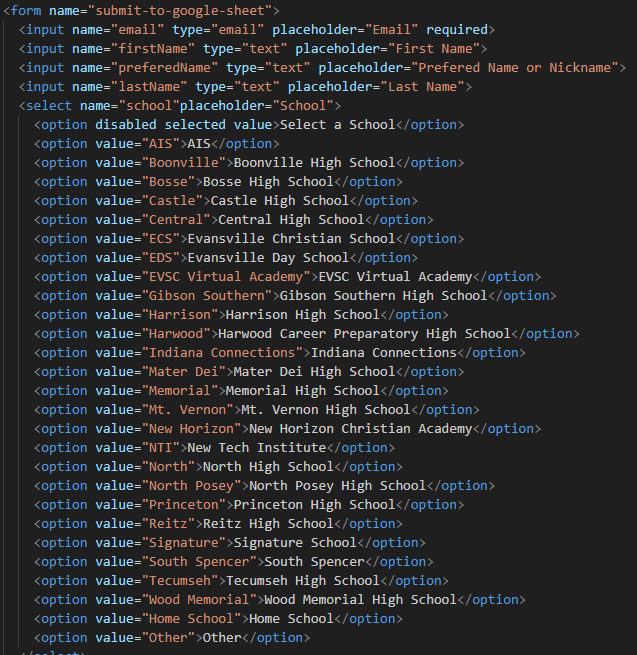 <form name="submit-to-google-sheet">
<input name="email" type="email" placeholder="Email" required>
<input name="firstName" type="text" placeholder="First Name">
<input name="preferedName" type="text" placeholder="Prefered Name or Nickname">
<input name="lastName" type="text" placeholder="Last Name">
<select name="school"placeholder="School">
<option disabled selected value>Select a School</option>
<option value="AIS">AIS</option>
<option value="Boonville">Boonville High School</option>
<option value="Bosse">Bosse High School</option>
<option value="Castle">Castle High School</option>
<option value="Central">Central High School</option>
<option value="ECS">Evansville Christian School</option>
<option value="EDS">Evansville Day School</option>
<option value="EVSC Virtual Academy">EVSC Virtual Academy</option>
<option value="Gibson Southern">Gibson Southern High School</option>
<option value="Harrison">Harrison High School</option>
<option value="Harwood">Harwood Career Preparatory High School</option>
<option value="Indiana Connections">Indiana Connections</option>
<option value="Mater Dei">Mater Dei High School</option>
<option value="Memorial">Memorial High School</option>
<option value="Mt. Vernon">Mt. Vernon High School</option>
<option value="New Horizon">New Horizon Christian Academy</option>
<option value="NTI">New Tech Institute</option>
<option value="North">North High School</option>
<option value="North Posey">North Posey High School</option>
<option value="Princeton">Princeton High School</option>
<option value="Reitz">Reitz High School</option>
<option value="Signature">Signature School</option>
<option value="South Spencer">South Spencer</option>
<option value="Tecumseh">Tecumseh High School</option>
<option value="Wood Memorial">Wood Memorial High School</option>
<option value="Home School">Home School</option>
<option value="Other">Other</option>
</select>